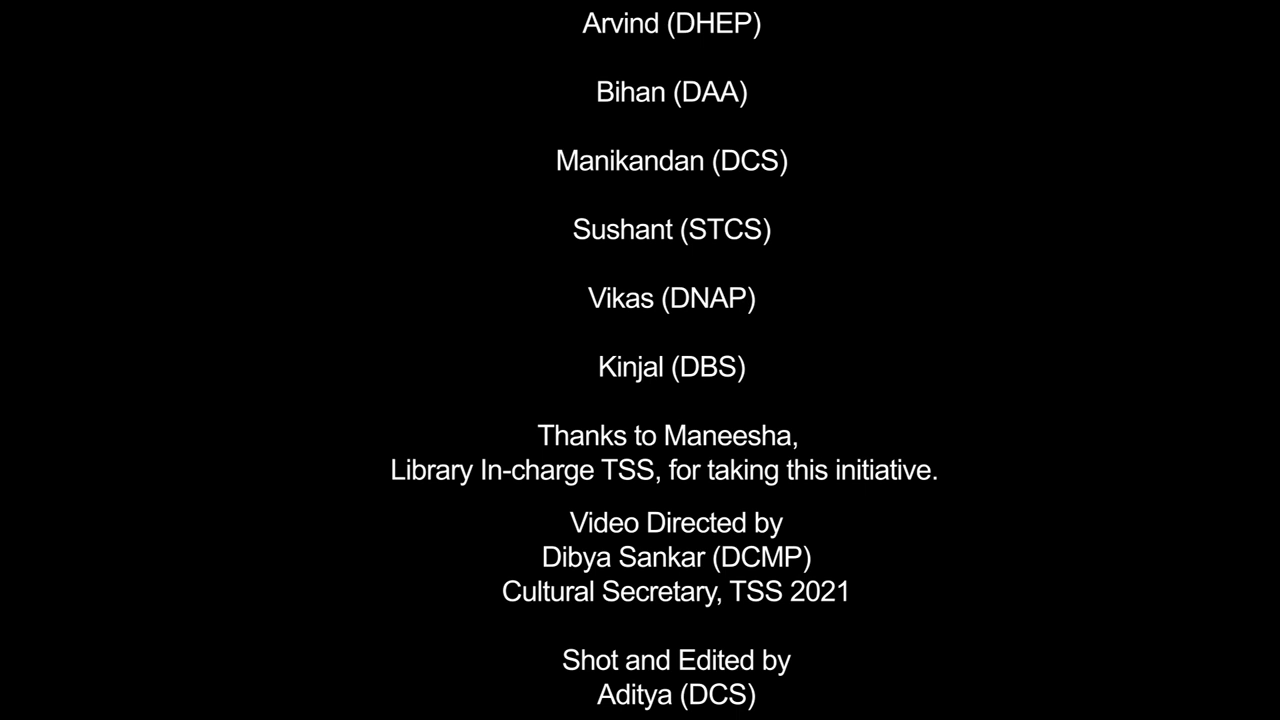 Arvind (DHEP)
Bihan (DAA)
Manikandan (DCS)
Sushant (STCS)
Vikas (DNAP)
Kinjal (DBS)
Thanks to Maneesha,
Library In-charge TSS, for taking this initiative.
Video Directed by
Dibya Sankar (DCMP)
Cultural Secretary, TSS 2021
Shot and Edited by
Aditya (DCS)